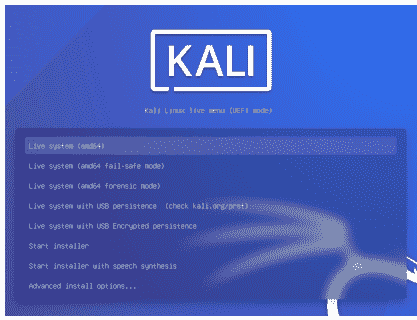 KALI
Kali Linux live menu (UEFI mode)
Live system (amd64)
Live system (amd64 fail-safe mode)
Live system (amd64 forensic mode)
Live system with USB persistence (check kali.org/prst)
Live system with USB Encrypted persistence
Start installer
Start installer with speech synthesis
Advanced install options...